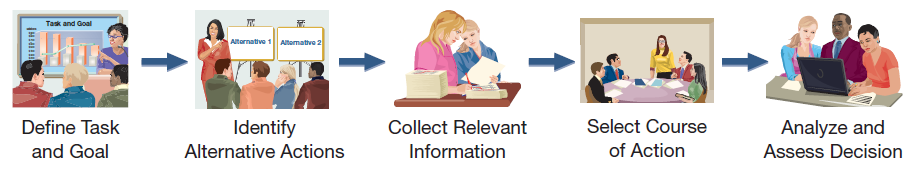 Task and Goal
Alternative 1
Alternative 2
Define Task
and Goal
Identify
Alternative Actions
Collect Relevant
Information
Select Course
of Action
Analyze and
Assess Decision